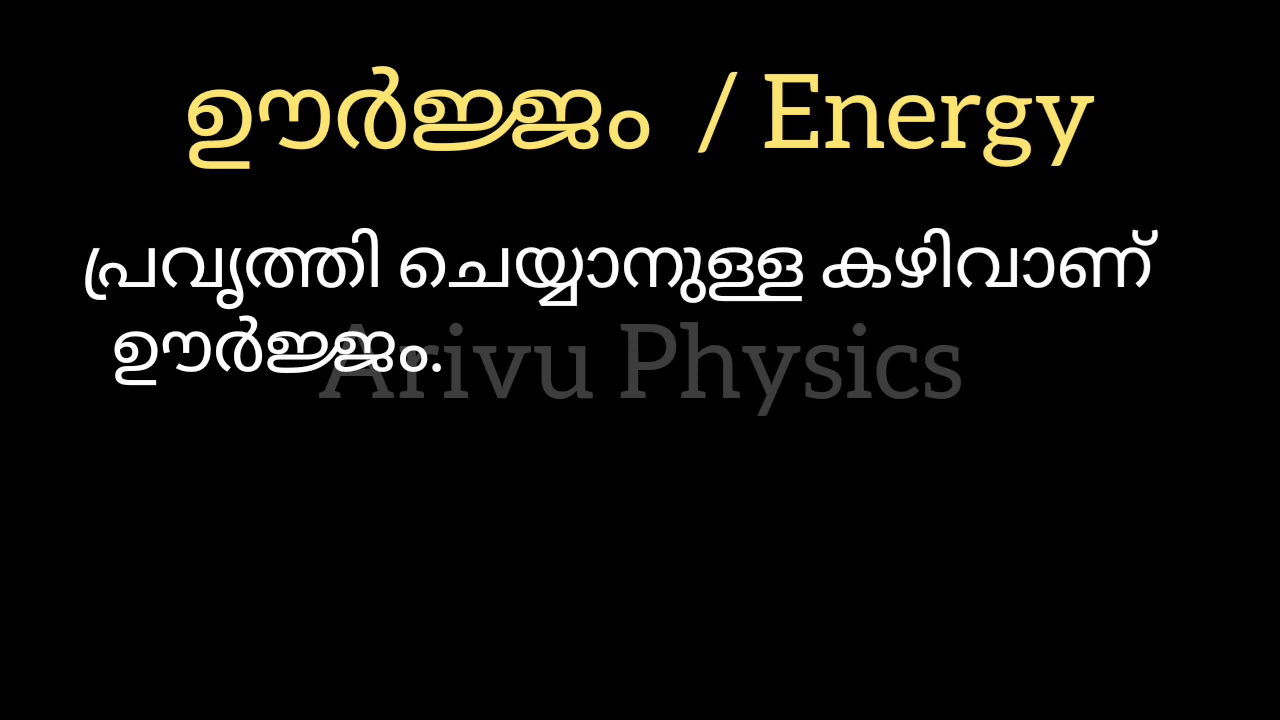 ഊർജ്ജം / Energy
പ്രവൃത്തി ചെയ്യാനുള്ള കഴിവാണ്
ഊർജ്ജം.
Arivu Physics